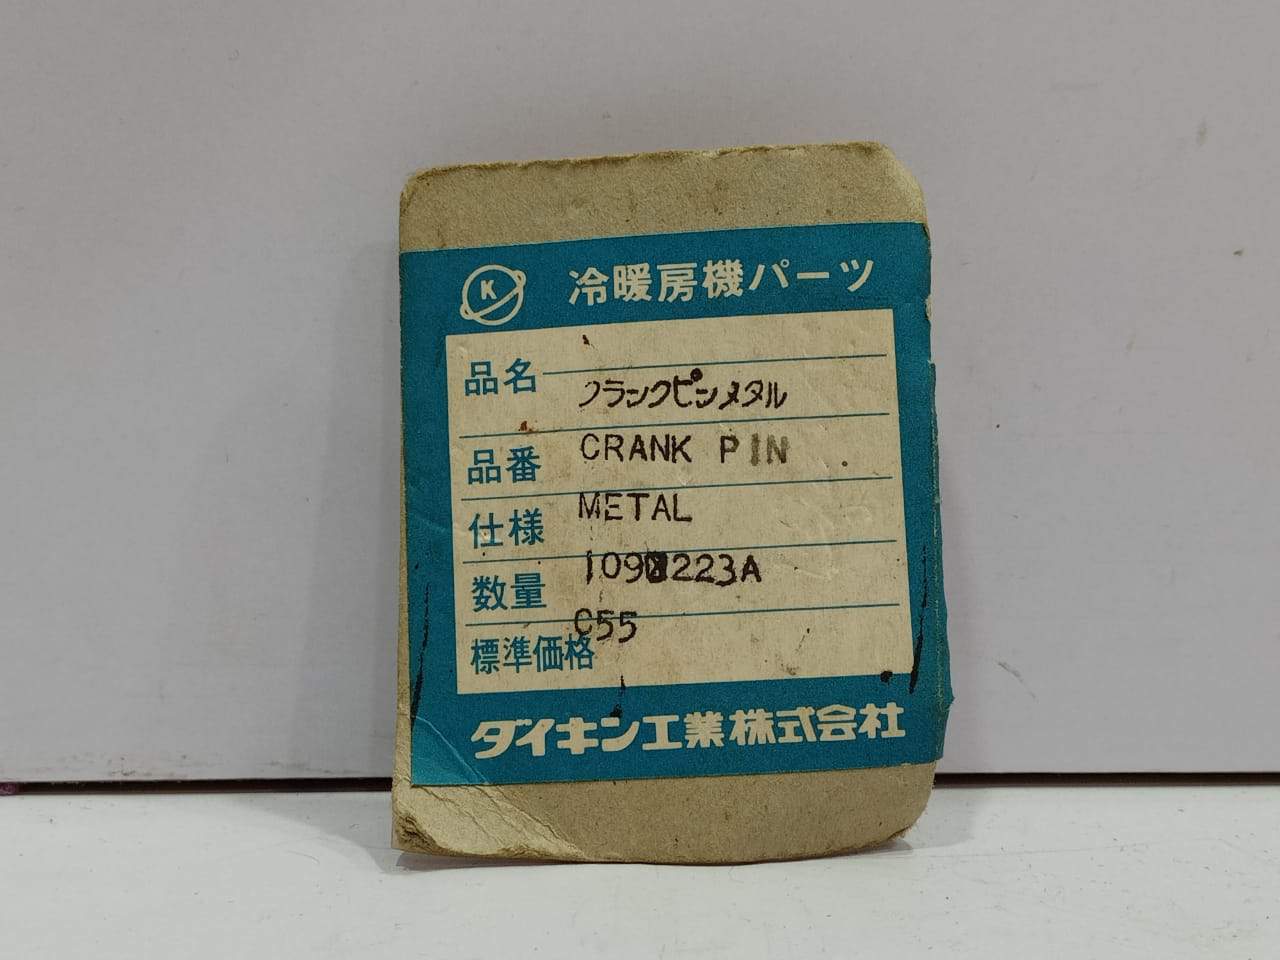 K 冷暖房機パーツ
品名 クランクピンメタル
品番 CRANK PIN
仕様 METAL
数量 1090223A
標準価格 C55
ダイキン工業株式会社